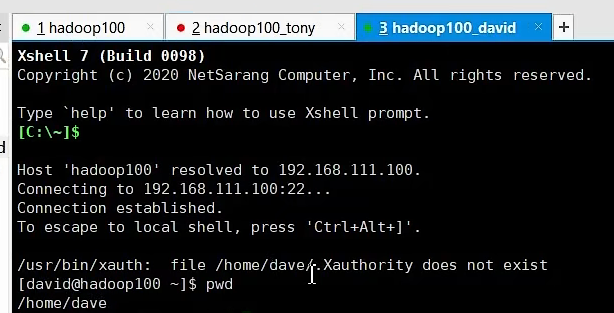 1 hadoop100 × 2 hadoop100_tony × 3 hadoop100_david × +
Xshell 7 (Build 0098)
Copyright (c) 2020 NetSarang Computer, Inc. All rights reserved.
Type `help' to learn how to use Xshell prompt.
[C:\~]$
Host 'hadoop100' resolved to 192.168.111.100.
Connecting to 192.168.111.100:22...
Connection established.
To escape to local shell, press 'Ctrl+Alt+]'.
/usr/bin/xauth:  file /home/dave/.Xauthority does not exist
[david@hadoop100 ~]$ pwd
/home/dave